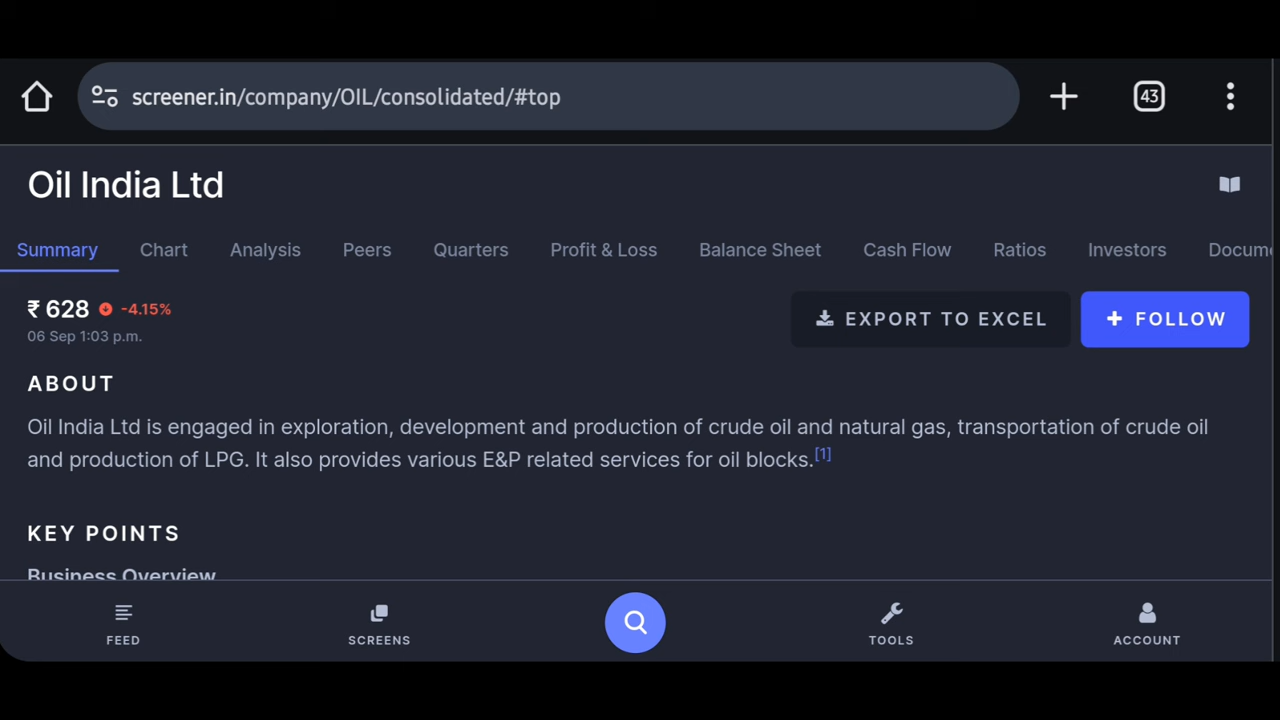 screener.in/company/OIL/consolidated/#top
43
Oil India Ltd
Summary Chart Analysis Peers Quarters Profit & Loss Balance Sheet Cash Flow Ratios Investors Docume
₹ 628 -4.15%
06 Sep 1:03 p.m.
EXPORT TO EXCEL
+ FOLLOW
ABOUT
Oil India Ltd is engaged in exploration, development and production of crude oil and natural gas, transportation of crude oil
and production of LPG. It also provides various E&P related services for oil blocks.[1]
KEY POINTS
Business Overview
FEED SCREENS TOOLS ACCOUNT